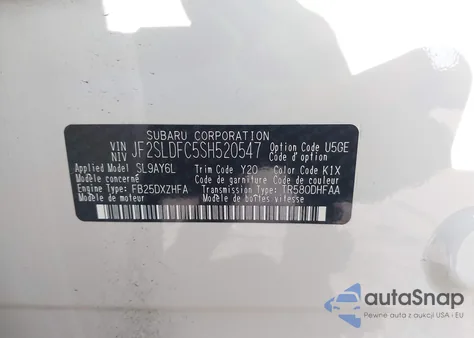 SUBARU CORPORATION
VIN NIV JF2SLDFC5SH520547 Option Code U5GE
Code d'option
Applied Model SL9AY6L Trim Code Y20 Color Code K1X
Modèle concerné Code de garniture Code de couleur
Engine Type FB25DXZHFA Transmission Type TR580DHFAA
Modèle de moteur Modèle de boîtes vitesse
autaSnap
Pewne auta z aukcji USA i EU